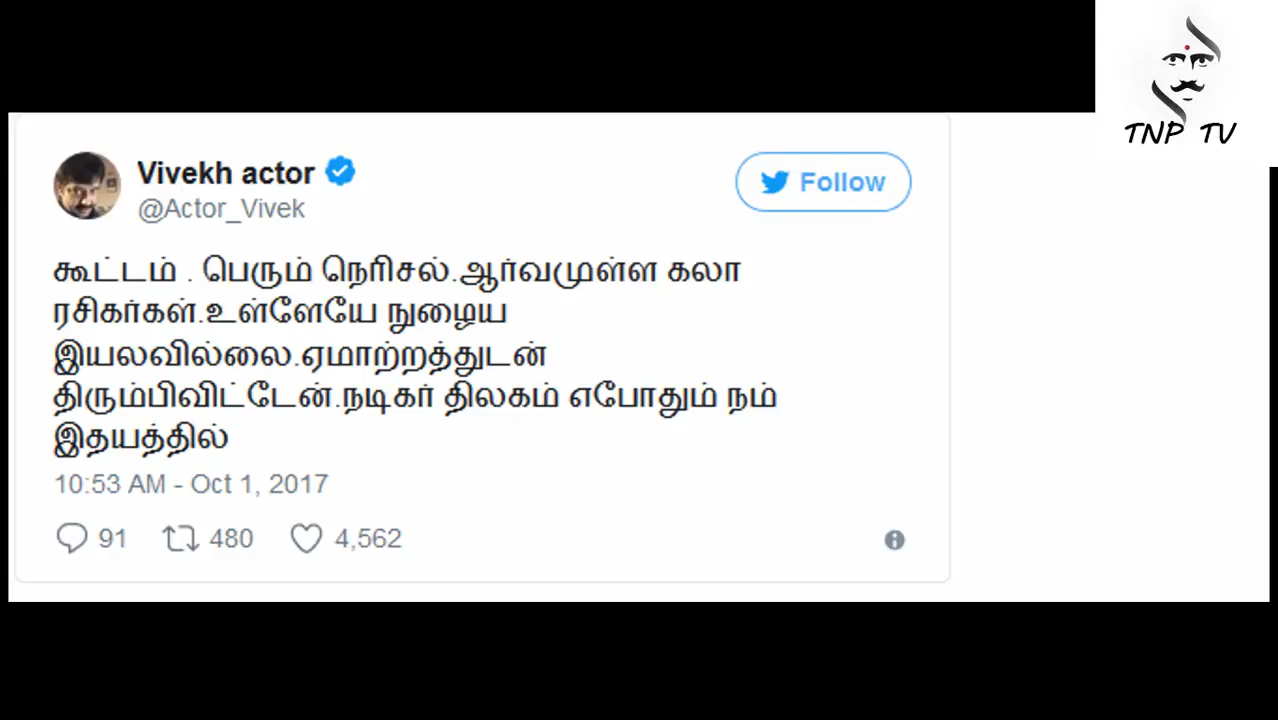 TNP TV
Vivekh actor
Follow
@Actor_Vivek
கூட்டம் . பெரும் நெரிசல்.ஆர்வமுள்ள கலா
ரசிகர்கள்.உள்ளேயே நுழைய
இயலவில்லை.ஏமாற்றத்துடன்
திரும்பிவிட்டேன்.நடிகர் திலகம் எபோதும் நம்
இதயத்தில்
10:53 AM - Oct 1, 2017
91 480 4,562